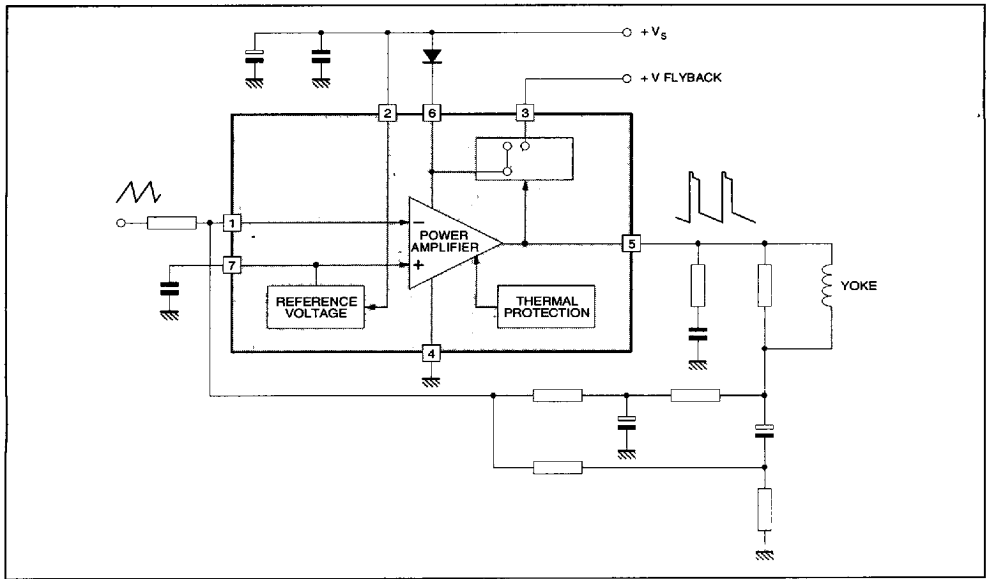 + Vs
+ V FLYBACK
2
6
3
1
POWER
AMPLIFIER
−
+
5
7
REFERENCE
VOLTAGE
THERMAL
PROTECTION
YOKE
4